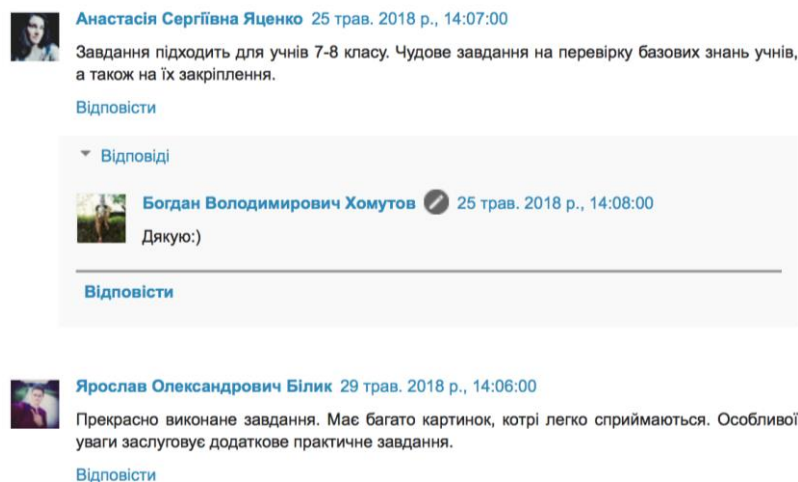 Анастасія Сергіївна Яценко 25 трав. 2018 р., 14:07:00
Завдання підходить для учнів 7-8 класу. Чудове завдання на перевірку базових знань учнів,
а також на їх закріплення.
Відповісти
Відповіді
Богдан Володимирович Хомутов 25 трав. 2018 р., 14:08:00
Дякую:)
Відповісти
Ярослав Олександрович Білик 29 трав. 2018 р., 14:06:00
Прекрасно виконане завдання. Має багато картинок, котрі легко сприймаються. Особливої
уваги заслуговує додаткове практичне завдання.
Відповісти